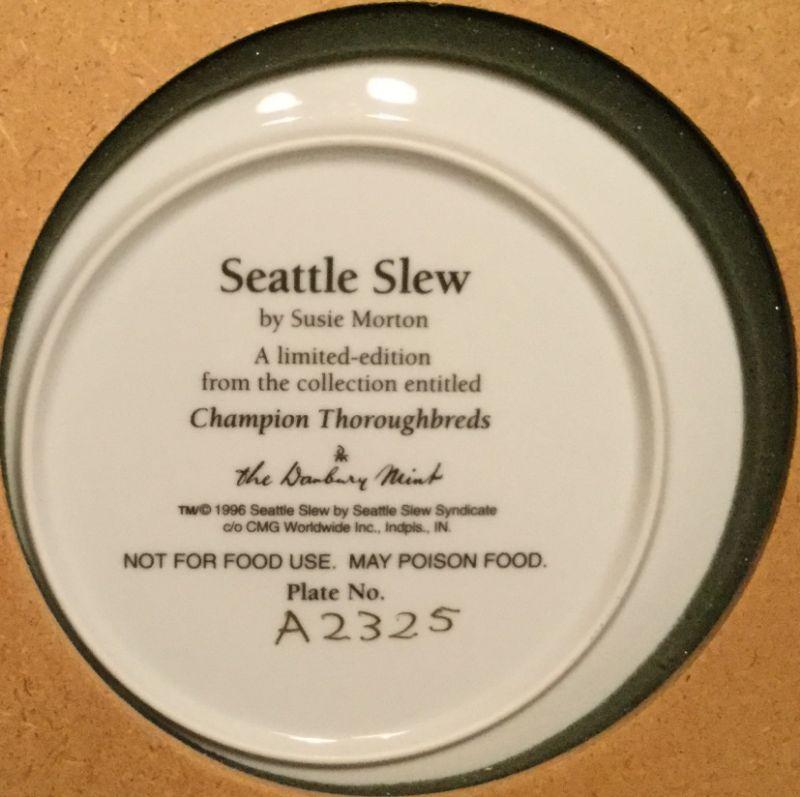 Seattle Slew
by Susie Morton
A limited-edition
from the collection entitled
Champion Thoroughbreds
the Danbury Mint
TM/© 1996 Seattle Slew by Seattle Slew Syndicate
c/o CMG Worldwide Inc., Indpls., IN.
NOT FOR FOOD USE. MAY POISON FOOD.
Plate No.
A2325